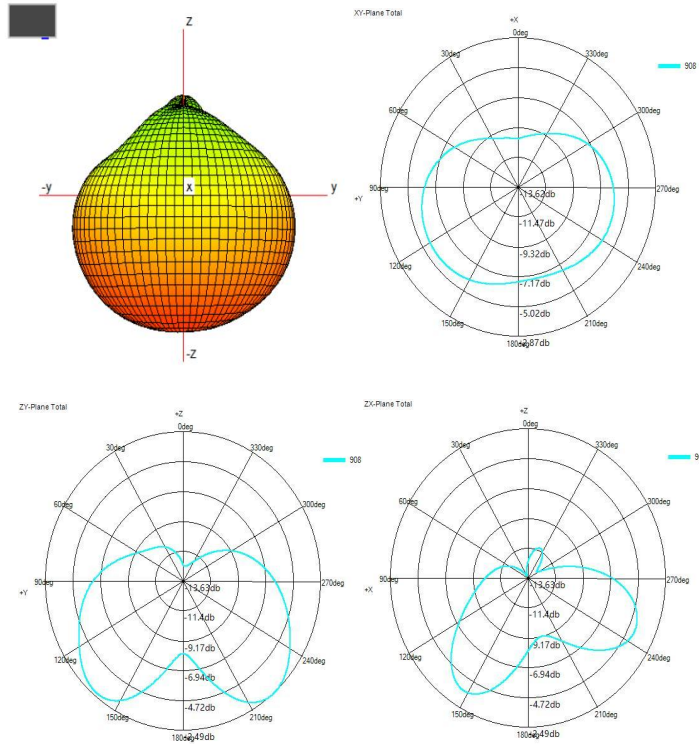 Z
-y
X
y
-Z
XY-Plane Total
+X
0deg
30deg
330deg
908
60deg
300deg
90deg
270deg
+Y
-13.62db
-11.47db
120deg
240deg
-9.32db
-7.17db
150deg
210deg
-5.02db
180deg
-2.87db
ZY-Plane Total
+Z
0deg
30deg
330deg
908
60deg
300deg
90deg
270deg
+Y
-13.63db
-11.4db
120deg
240deg
-9.17db
-6.94db
150deg
210deg
-4.72db
180deg
-2.49db
ZX-Plane Total
+Z
0deg
30deg
330deg
9
60deg
300deg
90deg
270deg
+X
-13.63db
-11.4db
120deg
240deg
-9.17db
-6.94db
150deg
210deg
-4.72db
180deg
-2.49db